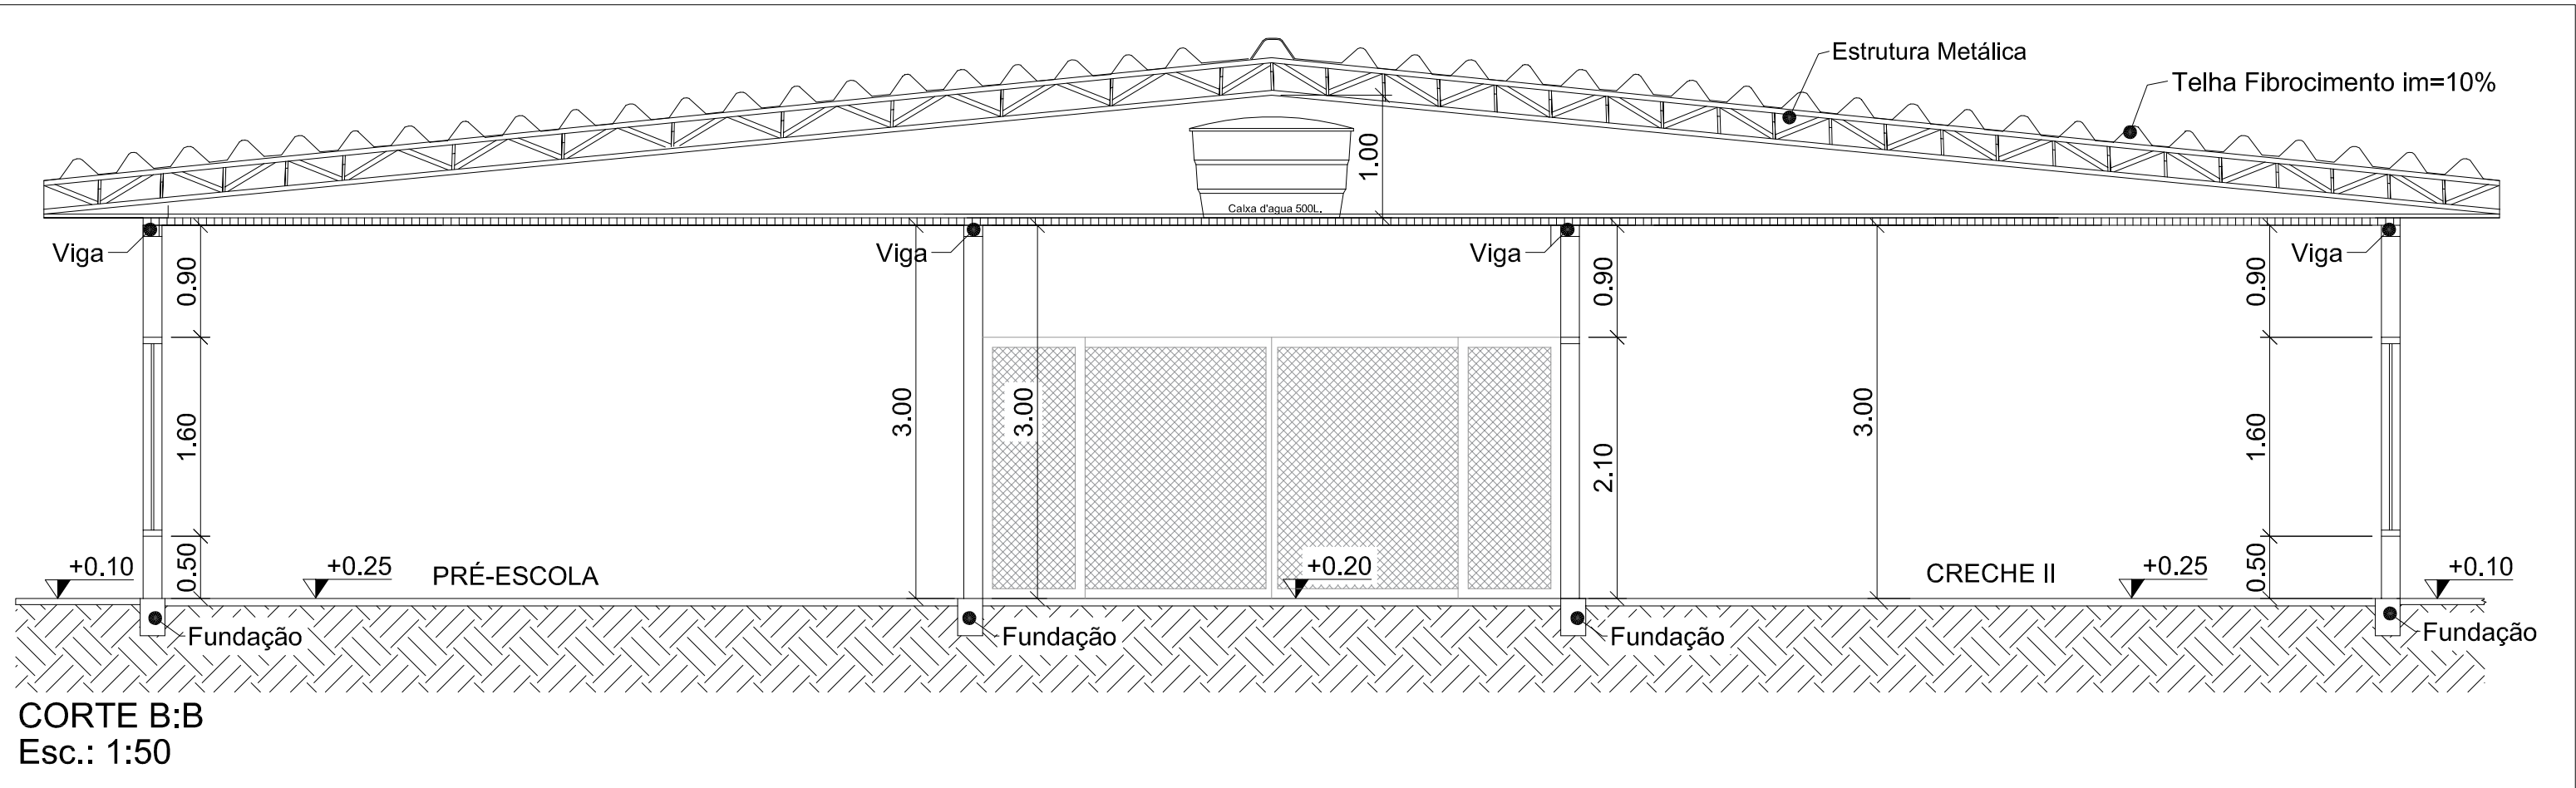 Estrutura Metálica
Telha Fibrocimento im=10%
1.00
Caixa d'agua 500L.
Viga
Viga
Viga
Viga
0.90
0.90
0.90
1.60
3.00
3.00
2.10
3.00
1.60
0.50
0.50
+0.10
+0.25
PRÉ-ESCOLA
+0.20
CRECHE II
+0.25
+0.10
Fundação
Fundação
Fundação
Fundação
CORTE B:B
Esc.: 1:50